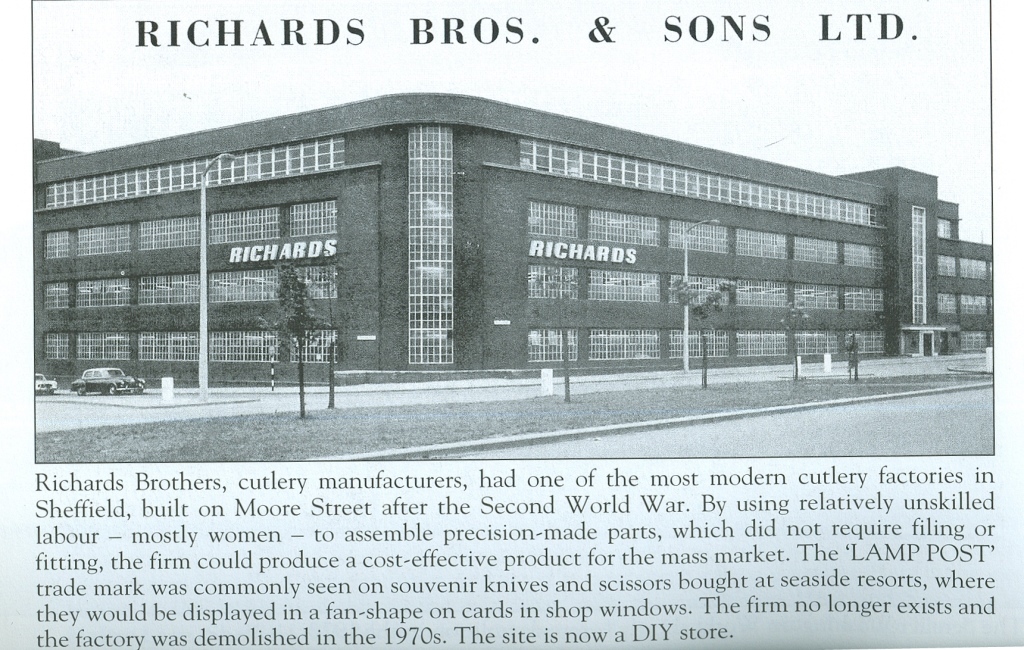 RICHARDS BROS. & SONS LTD.
RICHARDS
RICHARDS
Richards Brothers, cutlery manufacturers, had one of the most modern cutlery factories in
Sheffield, built on Moore Street after the Second World War. By using relatively unskilled
labour – mostly women – to assemble precision-made parts, which did not require filing or
fitting, the firm could produce a cost-effective product for the mass market. The ‘LAMP POST’
trade mark was commonly seen on souvenir knives and scissors bought at seaside resorts, where
they would be displayed in a fan-shape on cards in shop windows. The firm no longer exists and
the factory was demolished in the 1970s. The site is now a DIY store.